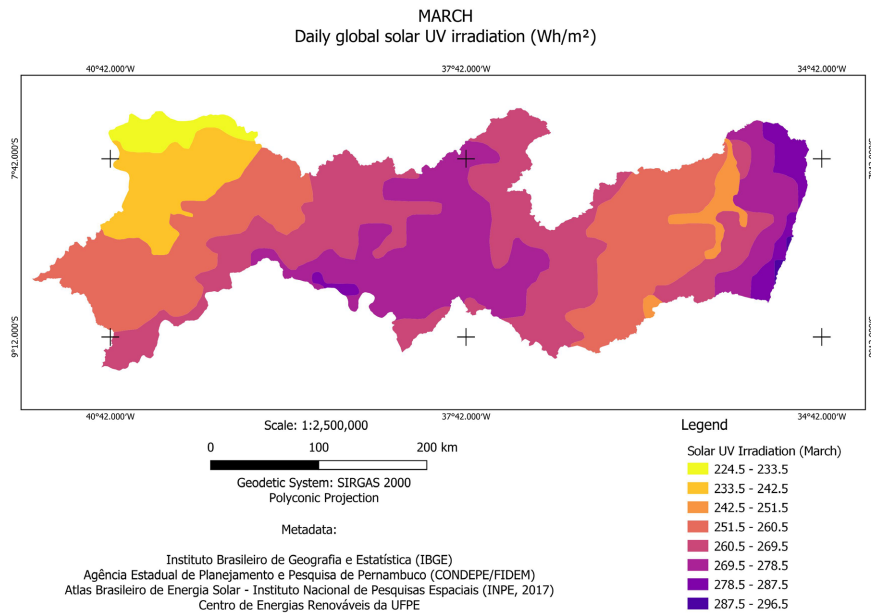 MARCH
Daily global solar UV irradiation (Wh/m²)
40°42.000'W 37°42.000'W 34°42.000'W
7°42.000'S
9°12.000'S
40°42.000'W 37°42.000'W 34°42.000'W
Scale: 1:2,500,000
0 100 200 km
Geodetic System: SIRGAS 2000
Polyconic Projection
Metadata:
Instituto Brasileiro de Geografia e Estatística (IBGE)
Agência Estadual de Planejamento e Pesquisa de Pernambuco (CONDEPE/FIDEM)
Atlas Brasileiro de Energia Solar - Instituto Nacional de Pesquisas Espaciais (INPE, 2017)
Centro de Energias Renováveis da UFPE
Legend
Solar UV Irradiation (March)
224.5 - 233.5
233.5 - 242.5
242.5 - 251.5
251.5 - 260.5
260.5 - 269.5
269.5 - 278.5
278.5 - 287.5
287.5 - 296.5